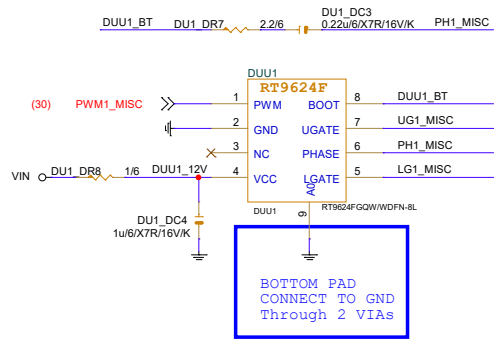 DUU1_BT DU1_DR7 2.2/6 DU1_DC3 PH1_MISC
0.22u/6/X7R/16V/K
DUU1
RT9624F
(30) PWM1_MISC 1 PWM BOOT 8 DUU1_BT
2 GND UGATE 7 UG1_MISC
3 NC PHASE 6 PH1_MISC
VIN DU1_DR8 1/6 DUU1_12V 4 VCC LGATE 5 LG1_MISC
A0
DUU1 9 RT9624FGQW/WDFN-8L
DU1_DC4
1u/6/X7R/16V/K
BOTTOM PAD
CONNECT TO GND
Through 2 VIAs